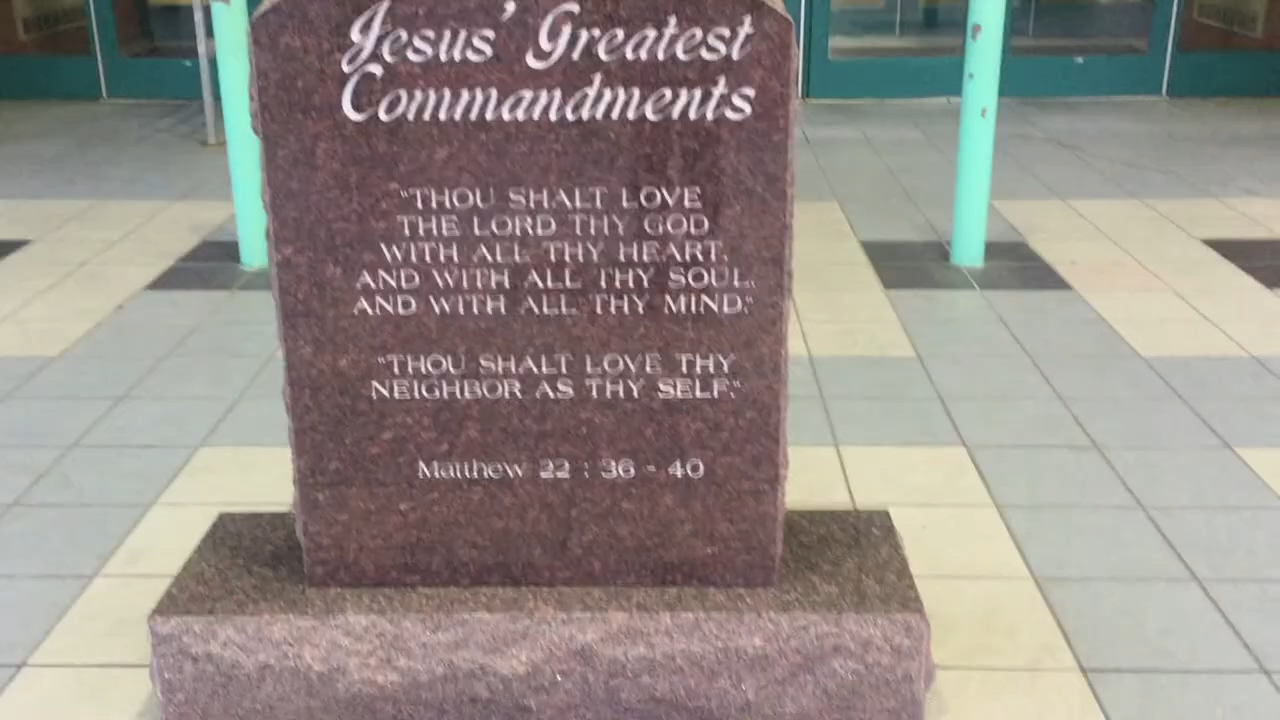 Jesus' Greatest
Commandments
"THOU SHALT LOVE
THE LORD THY GOD
WITH ALL THY HEART,
AND WITH ALL THY SOUL,
AND WITH ALL THY MIND."
"THOU SHALT LOVE THY
NEIGHBOR AS THY SELF."
Matthew 22 : 36 - 40